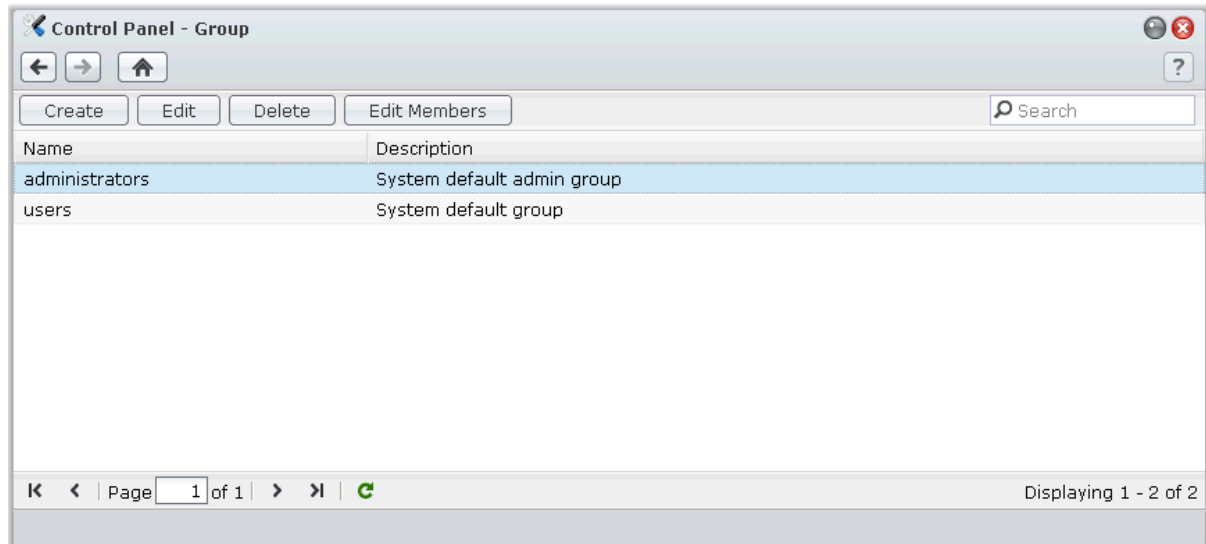 Control Panel - Group
?
Create Edit Delete Edit Members Search
Name Description
administrators System default admin group
users System default group
Page 1 of 1 Displaying 1 - 2 of 2